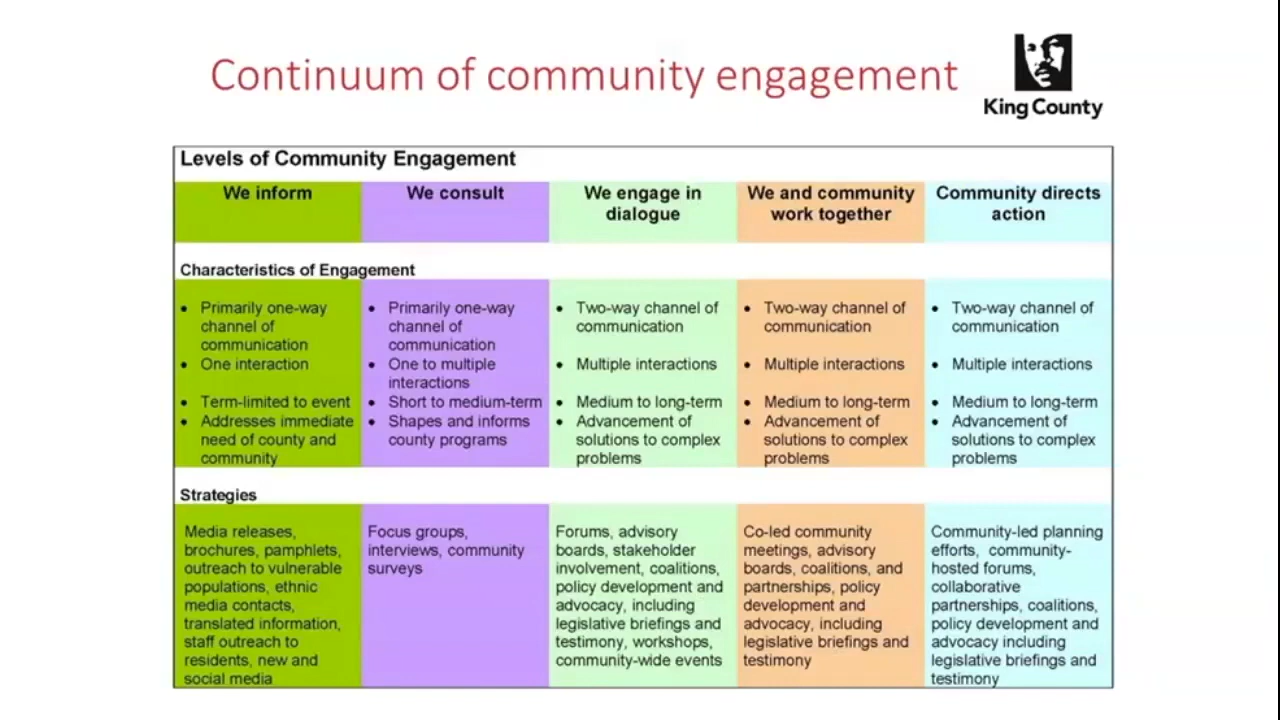 Continuum of community engagement
King County
Levels of Community Engagement
We inform
We consult
We engage in
dialogue
We and community
work together
Community directs
action
Characteristics of Engagement
• Primarily one-way
channel of
communication
• One interaction
• Term-limited to event
• Addresses immediate
need of county and
community
• Primarily one-way
channel of
communication
• One to multiple
interactions
• Short to medium-term
• Shapes and informs
county programs
• Two-way channel of
communication
• Multiple interactions
• Medium to long-term
• Advancement of
solutions to complex
problems
• Two-way channel of
communication
• Multiple interactions
• Medium to long-term
• Advancement of
solutions to complex
problems
• Two-way channel of
communication
• Multiple interactions
• Medium to long-term
• Advancement of
solutions to complex
problems
Strategies
Media releases,
brochures, pamphlets,
outreach to vulnerable
populations, ethnic
media contacts,
translated information,
staff outreach to
residents, new and
social media
Focus groups,
interviews, community
surveys
Forums, advisory
boards, stakeholder
involvement, coalitions,
policy development and
advocacy, including
legislative briefings and
testimony, workshops,
community-wide events
Co-led community
meetings, advisory
boards, coalitions, and
partnerships, policy
development and
advocacy, including
legislative briefings and
testimony
Community-led planning
efforts, community-
hosted forums,
collaborative
partnerships, coalitions,
policy development and
advocacy including
legislative briefings and
testimony